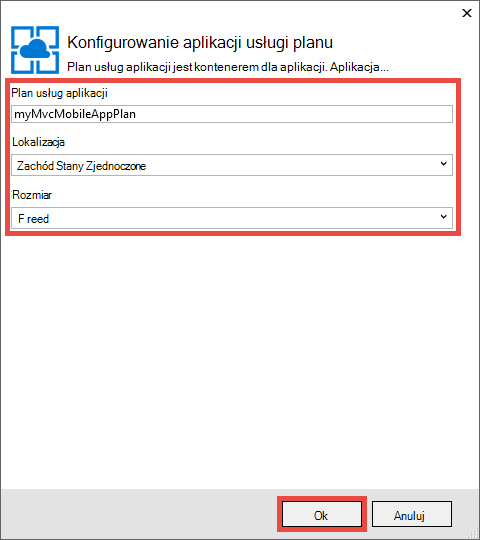 Konfigurowanie aplikacji usługi planu
Plan usług aplikacji jest kontenerem dla aplikacji. Aplikacja...
Plan usług aplikacji
myMvcMobileAppPlan
Lokalizacja
Zachód Stany Zjednoczone
Rozmiar
F reed
Ok
Anuluj